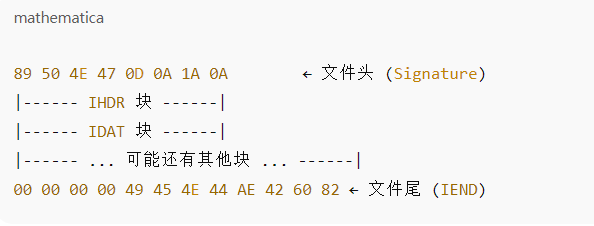 mathematica
89 50 4E 47 0D 0A 1A 0A ← 文件头 (Signature)
|------ IHDR 块 ------|
|------ IDAT 块 ------|
|------ ... 可能还有其他块 ... ------|
00 00 00 00 49 45 4E 44 AE 42 60 82 ← 文件尾 (IEND)